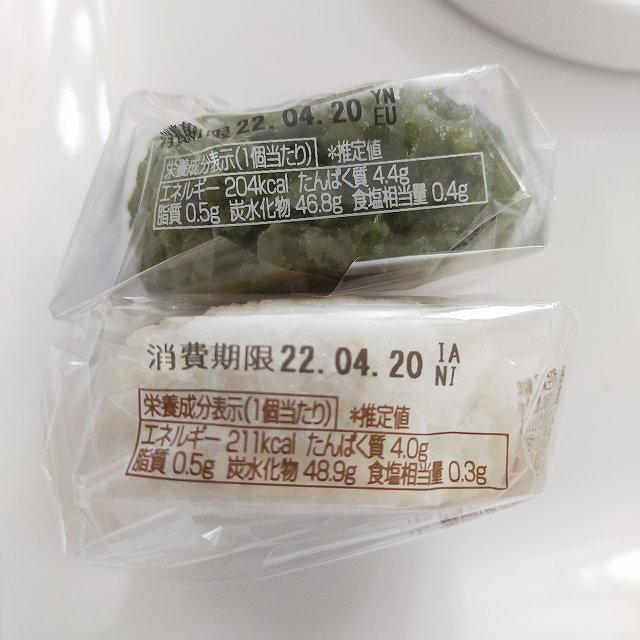 消費期限 22.04.20 YN
EU
栄養成分表示(1個当たり) *推定値
エネルギー 204kcal たんぱく質 4.4g
脂質 0.5g 炭水化物 46.8g 食塩相当量 0.4g
消費期限 22.04.20 IA
NI
栄養成分表示(1個当たり) *推定値
エネルギー 211kcal たんぱく質 4.0g
脂質 0.5g 炭水化物 48.9g 食塩相当量 0.3g